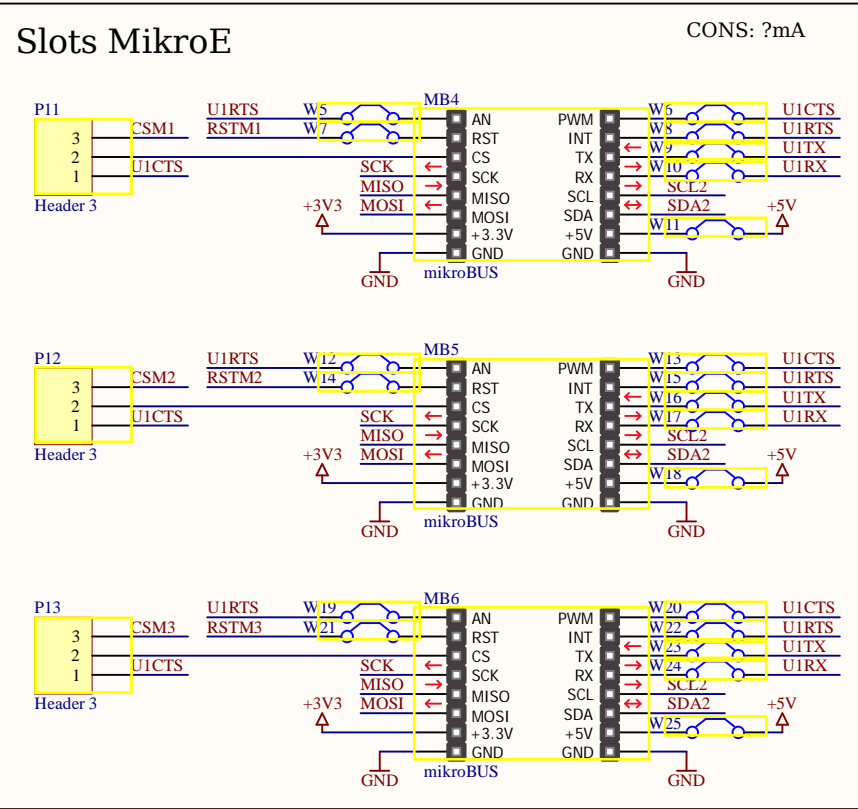 Slots MikroE
CONS: ?mA
P11
3
2
1
Header 3
CSM1
U1CTS
U1RTS W5
RSTM1 W7
SCK
MISO
MOSI
+3V3
GND
MB4
AN PWM
RST INT
CS TX
SCK RX
MISO SCL
MOSI SDA
+3.3V +5V
GND GND
mikroBUS
W6 U1CTS
W8 U1RTS
W9 U1TX
W10 U1RX
SCL2
SDA2
W11 +5V
GND
P12
3
2
1
Header 3
CSM2
U1CTS
U1RTS W12
RSTM2 W14
SCK
MISO
MOSI
+3V3
GND
MB5
AN PWM
RST INT
CS TX
SCK RX
MISO SCL
MOSI SDA
+3.3V +5V
GND GND
mikroBUS
W13 U1CTS
W15 U1RTS
W16 U1TX
W17 U1RX
SCL2
SDA2
W18 +5V
GND
P13
3
2
1
Header 3
CSM3
U1CTS
U1RTS W19
RSTM3 W21
SCK
MISO
MOSI
+3V3
GND
MB6
AN PWM
RST INT
CS TX
SCK RX
MISO SCL
MOSI SDA
+3.3V +5V
GND GND
mikroBUS
W20 U1CTS
W22 U1RTS
W23 U1TX
W24 U1RX
SCL2
SDA2
W25 +5V
GND